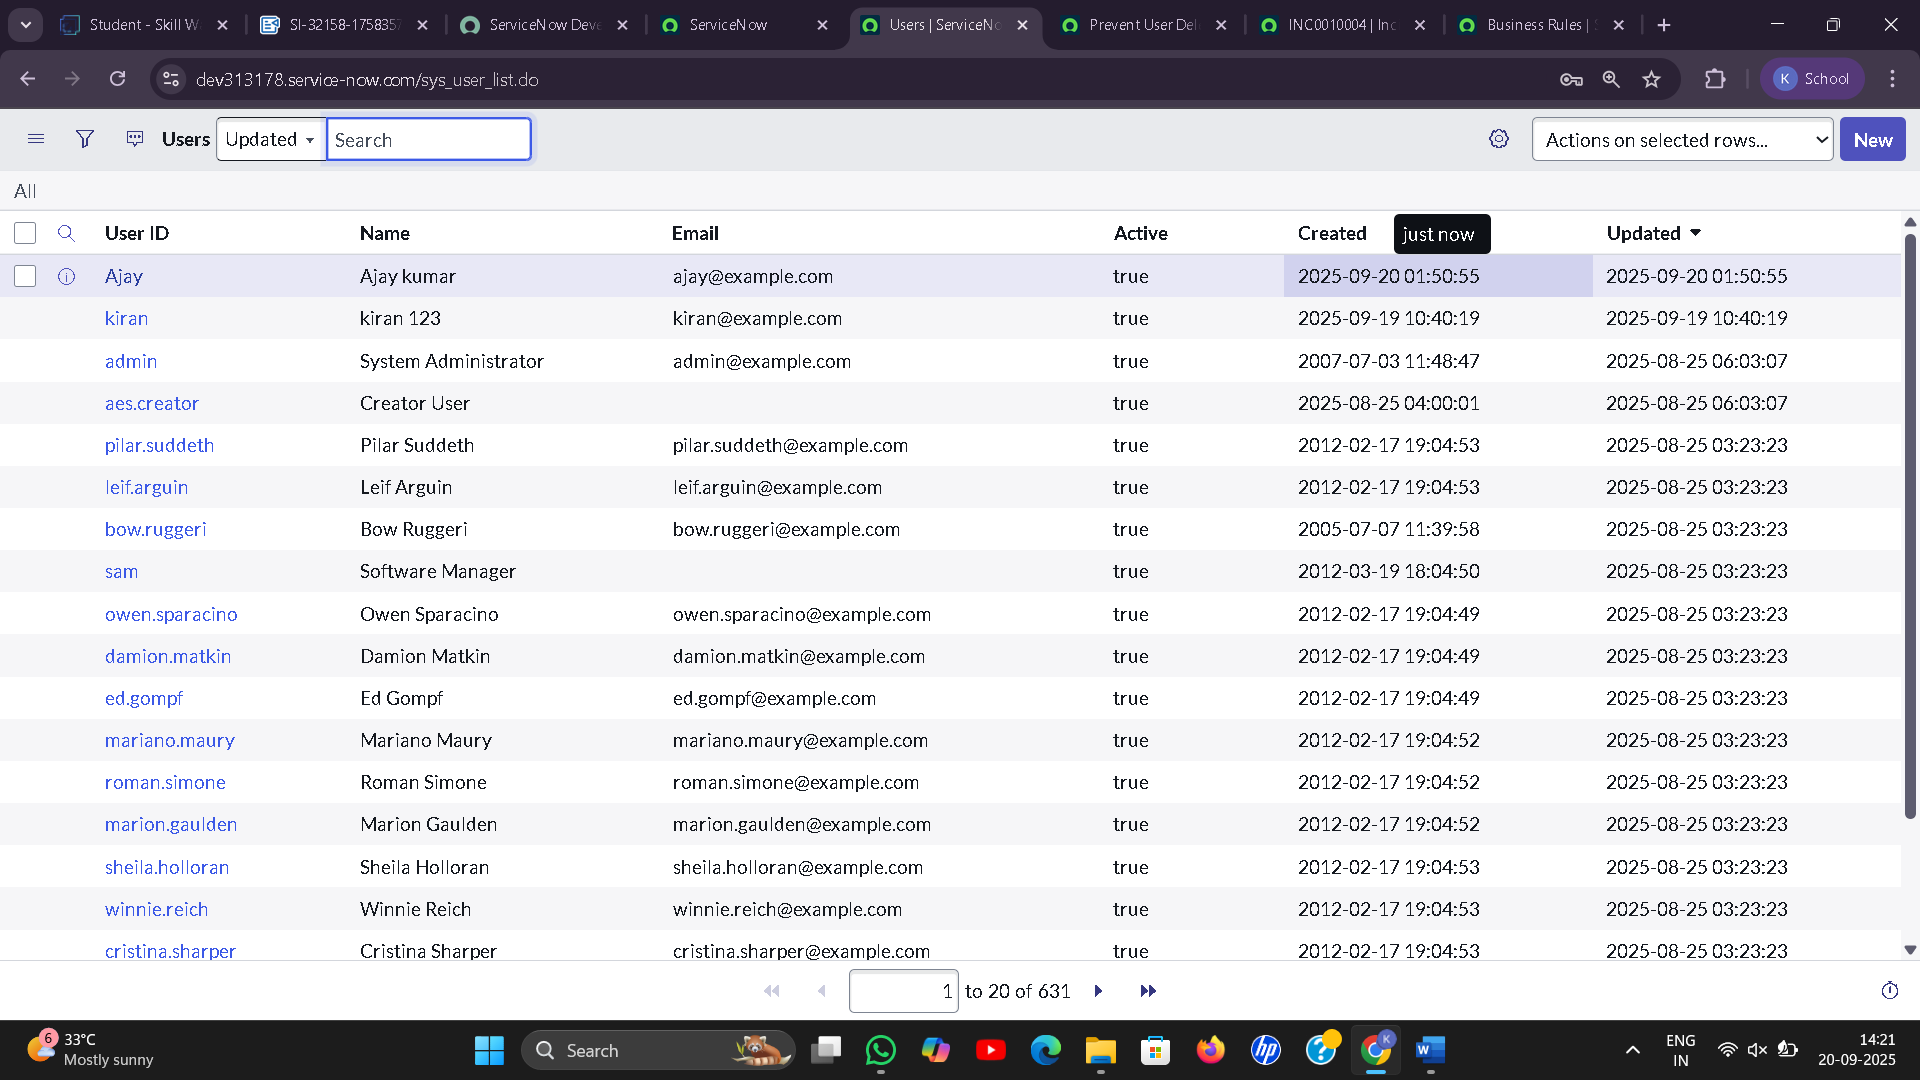 Student - Skill W
SI-32158-175835
ServiceNow Deve
ServiceNow
Users | ServiceNo
Prevent User Del
INC0010004 | Inc
Business Rules |
dev313178.service-now.com/sys_user_list.do
K School
Users Updated Search
Actions on selected rows... New
All
User ID Name Email Active Created just now Updated
Ajay Ajay kumar ajay@example.com true 2025-09-20 01:50:55 2025-09-20 01:50:55
kiran kiran 123 kiran@example.com true 2025-09-19 10:40:19 2025-09-19 10:40:19
admin System Administrator admin@example.com true 2007-07-03 11:48:47 2025-08-25 06:03:07
aes.creator Creator User true 2025-08-25 04:00:01 2025-08-25 06:03:07
pilar.suddeth Pilar Suddeth pilar.suddeth@example.com true 2012-02-17 19:04:53 2025-08-25 03:23:23
leif.arguin Leif Arguin leif.arguin@example.com true 2012-02-17 19:04:53 2025-08-25 03:23:23
bow.ruggeri Bow Ruggeri bow.ruggeri@example.com true 2005-07-07 11:39:58 2025-08-25 03:23:23
sam Software Manager true 2012-03-19 18:04:50 2025-08-25 03:23:23
owen.sparacino Owen Sparacino owen.sparacino@example.com true 2012-02-17 19:04:49 2025-08-25 03:23:23
damion.matkin Damion Matkin damion.matkin@example.com true 2012-02-17 19:04:49 2025-08-25 03:23:23
ed.gompf Ed Gompf ed.gompf@example.com true 2012-02-17 19:04:49 2025-08-25 03:23:23
mariano.maury Mariano Maury mariano.maury@example.com true 2012-02-17 19:04:52 2025-08-25 03:23:23
roman.simone Roman Simone roman.simone@example.com true 2012-02-17 19:04:52 2025-08-25 03:23:23
marion.gaulden Marion Gaulden marion.gaulden@example.com true 2012-02-17 19:04:52 2025-08-25 03:23:23
sheila.holloran Sheila Holloran sheila.holloran@example.com true 2012-02-17 19:04:53 2025-08-25 03:23:23
winnie.reich Winnie Reich winnie.reich@example.com true 2012-02-17 19:04:53 2025-08-25 03:23:23
cristina.sharper Cristina Sharper cristina.sharper@example.com true 2012-02-17 19:04:53 2025-08-25 03:23:23
1 to 20 of 631
6
33°C
Mostly sunny
Search
ENG
IN
14:21
20-09-2025